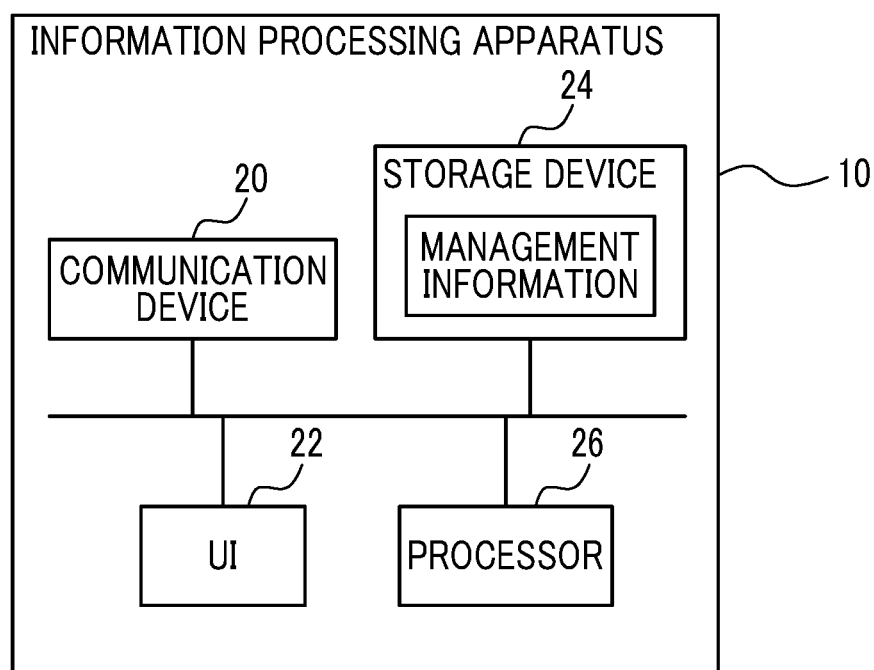 INFORMATION PROCESSING APPARATUS
24
STORAGE DEVICE
10
20
MANAGEMENT
INFORMATION
COMMUNICATION
DEVICE
22
26
UI
PROCESSOR